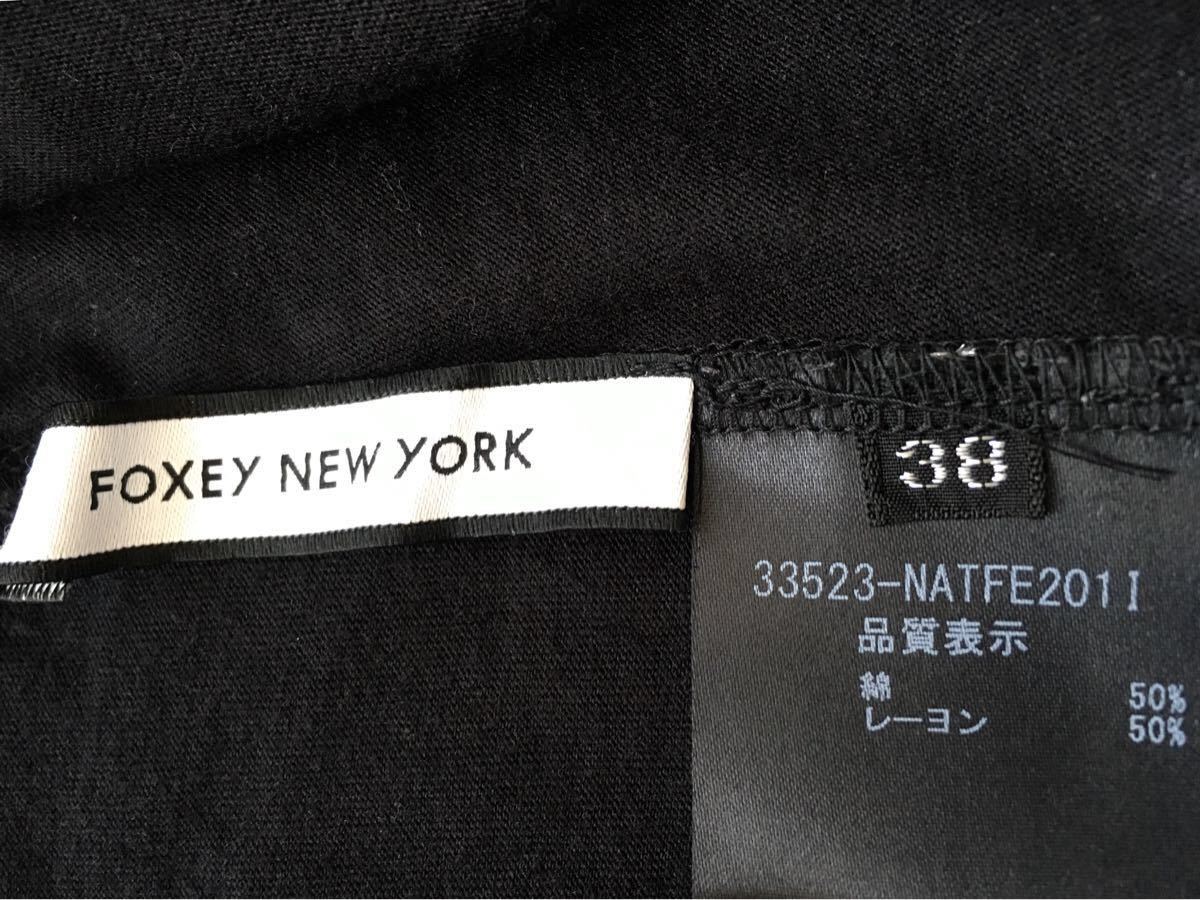 FOXEY NEW YORK
38
33523-NATFE201I
品質表示
綿 50%
レーヨン 50%